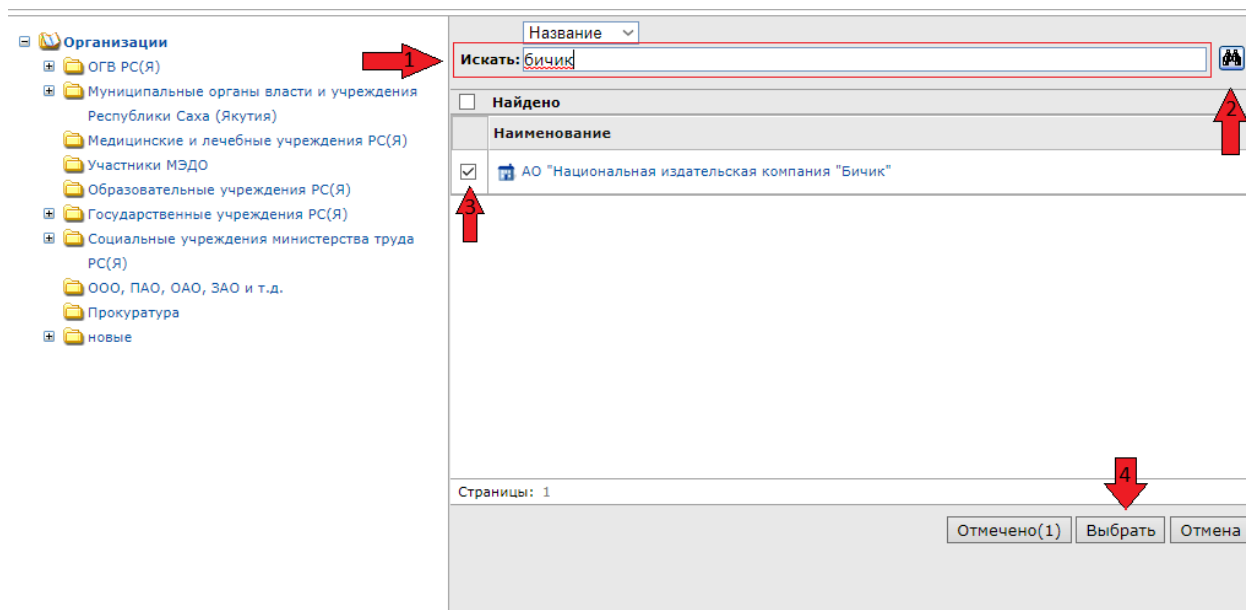 Организации
ОГВ РС(Я)
Муниципальные органы власти и учреждения
Республики Саха (Якутия)
Медицинские и лечебные учреждения РС(Я)
Участники МЭДО
Образовательные учреждения РС(Я)
Государственные учреждения РС(Я)
Социальные учреждения министерства труда
РС(Я)
ООО, ПАО, ОАО, ЗАО и т.д.
Прокуратура
новые
Название
1
Искать: бичик
2
Найдено
Наименование
АО "Национальная издательская компания "Бичик"
3
Страницы: 1
4
Отмечено(1) Выбрать Отмена